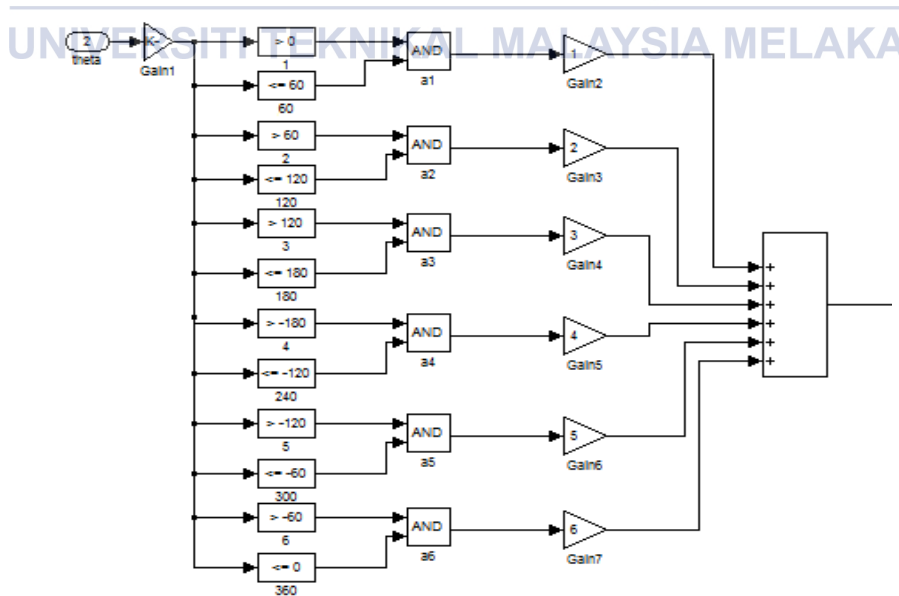 UNIVERSITI TEKNIKAL MALAYSIA MELAKA
2
theta
K-
Gain1
> 0
1
<= 60
60
> 60
2
<= 120
120
> 120
3
<= 180
180
> -180
4
<= -120
240
> -120
5
<= -60
300
> -60
6
<= 0
360
AND
a1
AND
a2
AND
a3
AND
a4
AND
a5
AND
a6
1
Gain2
2
Gain3
3
Gain4
4
Gain5
5
Gain6
6
Gain7
+
+
+
+
+
+